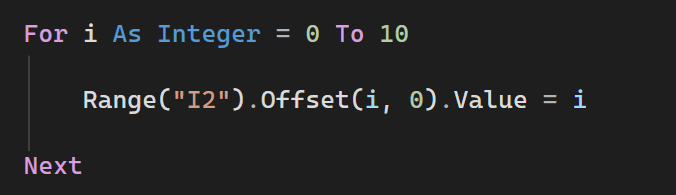 For i As Integer = 0 To 10
Range("I2").Offset(i, 0).Value = i
Next